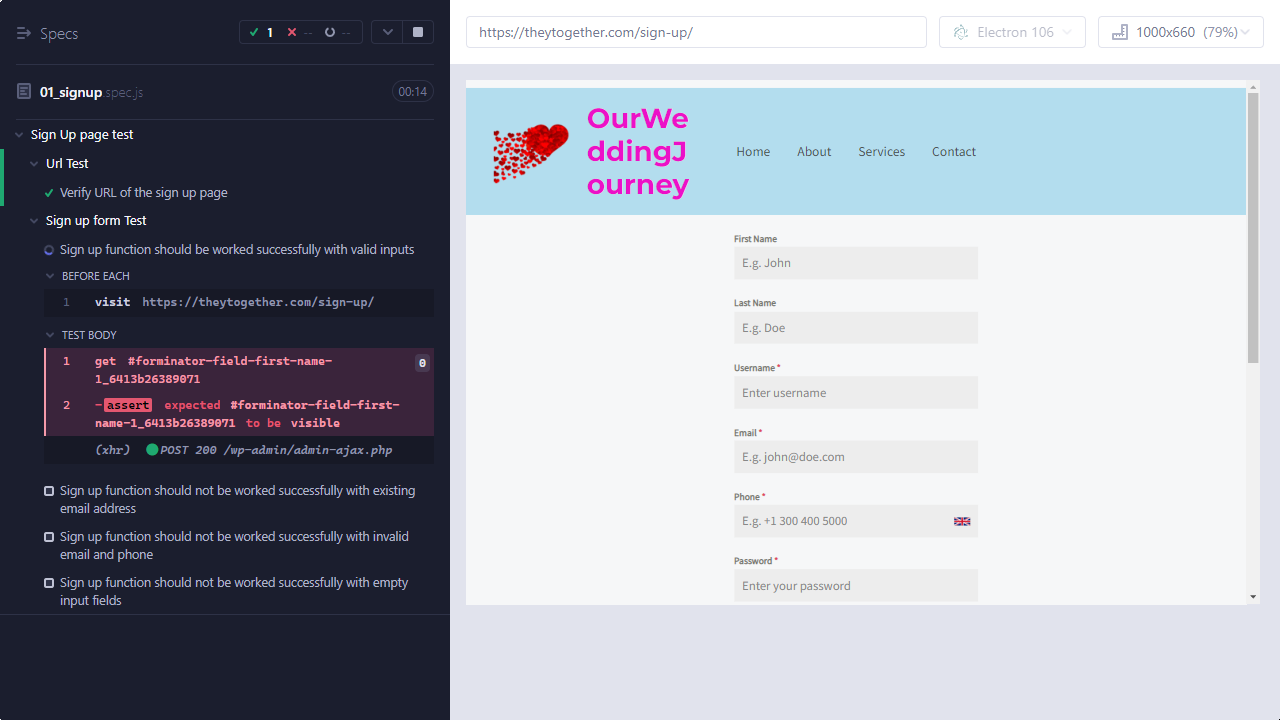 Specs
1
--
--
01_signup.spec.js
00:14
Sign Up page test
Url Test
Verify URL of the sign up page
Sign up form Test
Sign up function should be worked successfully with valid inputs
BEFORE EACH
1 visit https://theytogether.com/sign-up/
TEST BODY
1 get #forminator-field-first-name-
1_6413b26389071
0
2 -assert expected #forminator-field-first-
name-1_6413b26389071 to be visible
(xhr) POST 200 /wp-admin/admin-ajax.php
Sign up function should not be worked successfully with existing
email address
Sign up function should not be worked successfully with invalid
email and phone
Sign up function should not be worked successfully with empty
input fields
https://theytogether.com/sign-up/
Electron 106
1000x660 (79%)
OurWe
ddingJ
ourney
Home About Services Contact
First Name
E.g. John
Last Name
E.g. Doe
Username *
Enter username
Email *
E.g. john@doe.com
Phone *
E.g. +1 300 400 5000
Password *
Enter your password